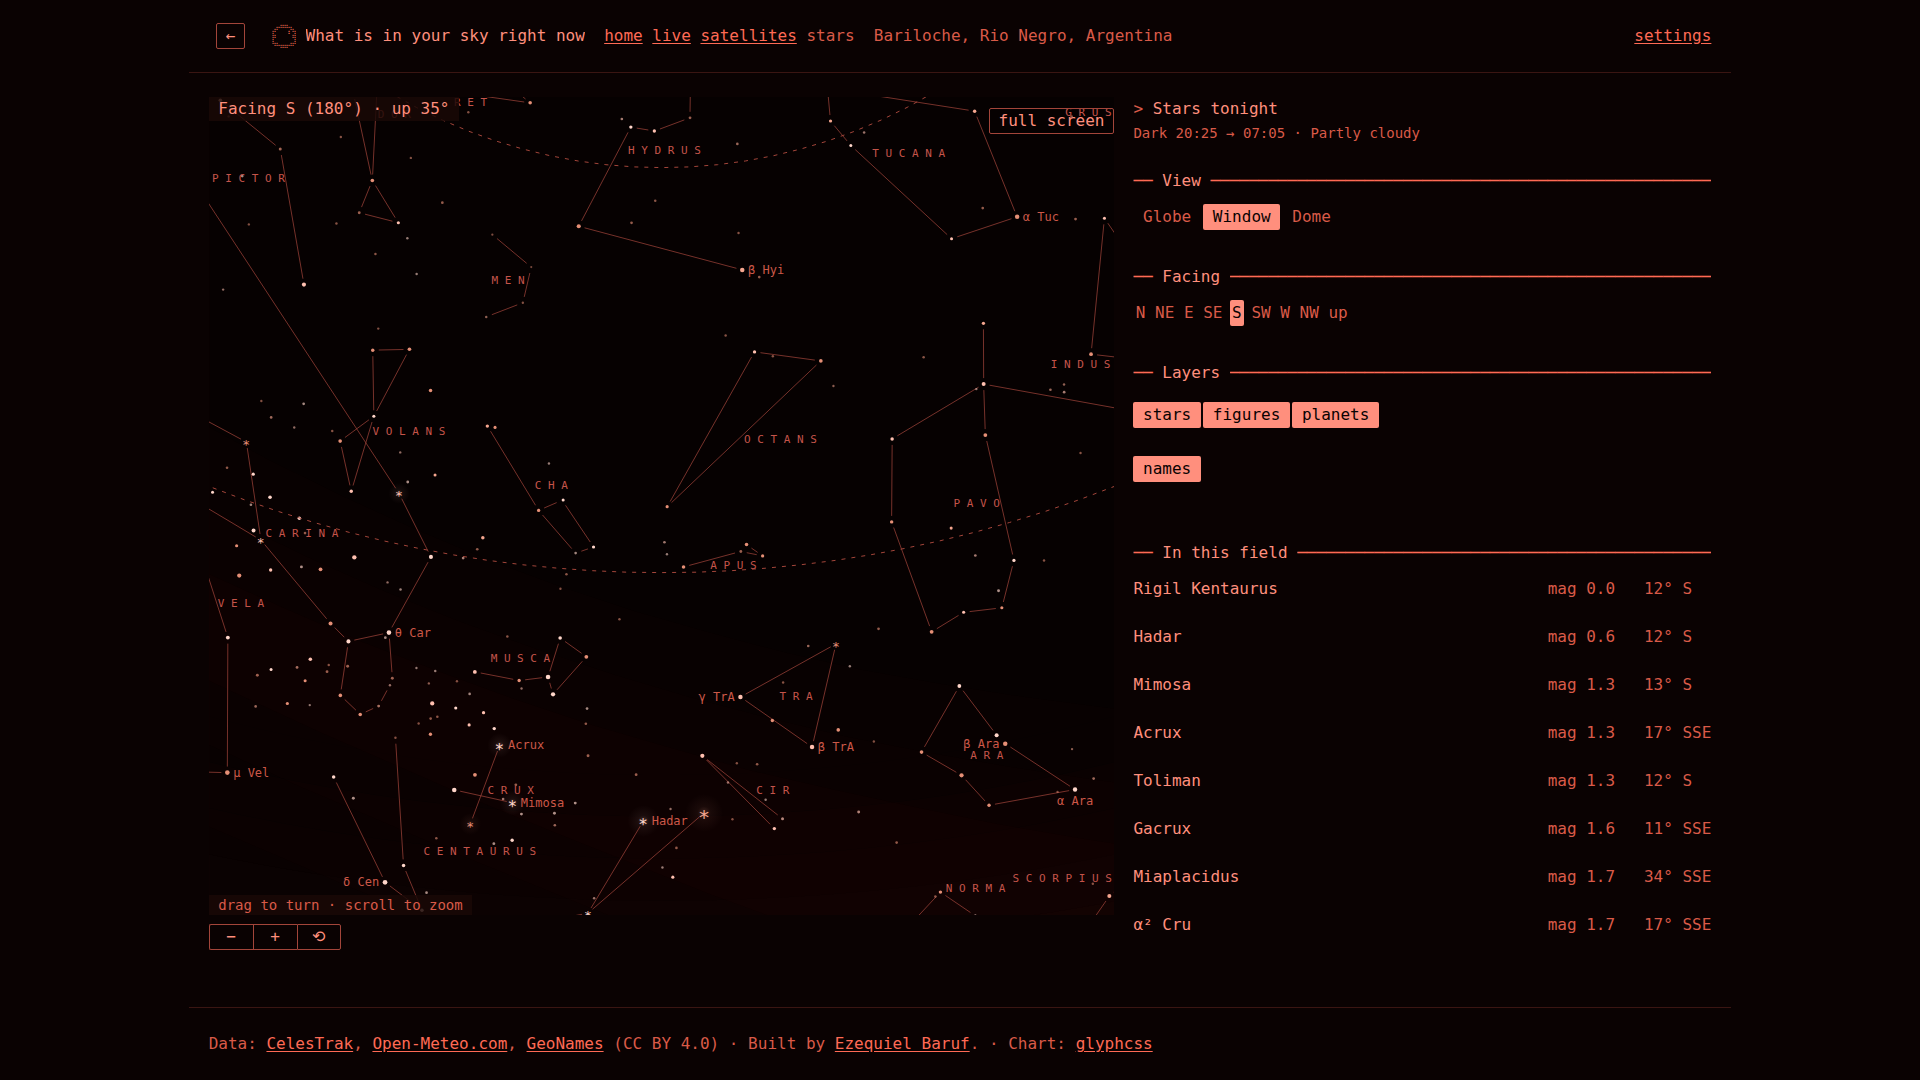 ← What is in your sky right now home live satellites stars Bariloche, Rio Negro, Argentina settings
Facing S (180°) · up 35°
RET
full screen
GRUS
HYDRUS
TUCANA
PICTOR
α Tuc
β Hyi
MEN
INDUS
VOLANS
OCTANS
CHA
PAVO
CARINA
APUS
VELA
θ Car
MUSCA
γ TrA
TRA
β TrA
β Ara
ARA
Acrux
μ Vel
CRUX
Mimosa
CIR
α Ara
Hadar
CENTAURUS
δ Cen
NORMA
SCORPIUS
drag to turn · scroll to zoom
− + ⟲
> Stars tonight
Dark 20:25 → 07:05 · Partly cloudy
View
Globe Window Dome
Facing
N NE E SE S SW W NW up
Layers
stars figures planets
names
In this field
Rigil Kentaurus mag 0.0 12° S
Hadar mag 0.6 12° S
Mimosa mag 1.3 13° S
Acrux mag 1.3 17° SSE
Toliman mag 1.3 12° S
Gacrux mag 1.6 11° SSE
Miaplacidus mag 1.7 34° SSE
α² Cru mag 1.7 17° SSE
Data: CelesTrak, Open-Meteo.com, GeoNames (CC BY 4.0) · Built by Ezequiel Baruf. · Chart: glyphcss